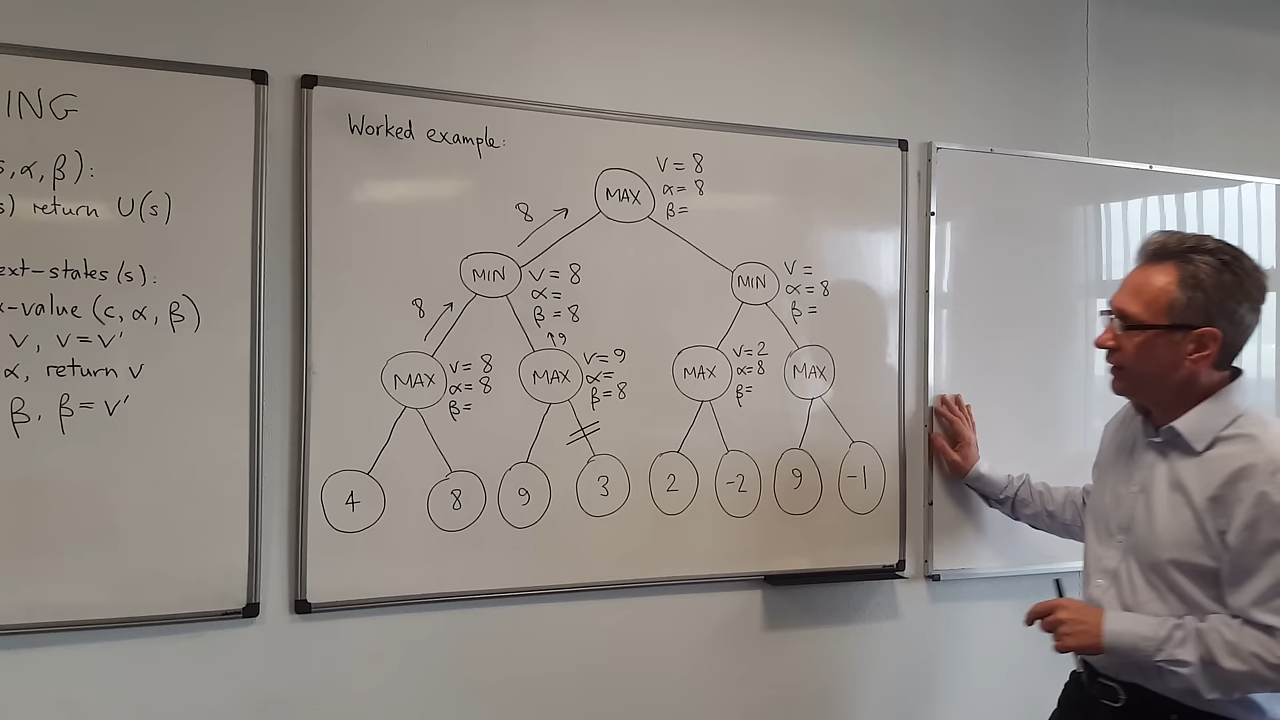 ING
s, α, β):
s) return U(s)
ext-states (s):
x-value (c, α, β)
v, v=v'
α, return v
β, β=v'
Worked example:
MAX
V = 8
α = 8
β =
8
MIN
V = 8
α =
β = 8
MIN
V =
α = 8
β =
8
9
MAX
V = 8
α = 8
β =
MAX
V = 9
α =
β = 8
MAX
V = 2
α = 8
β =
MAX
4
8
9
3
2
-2
9
-1